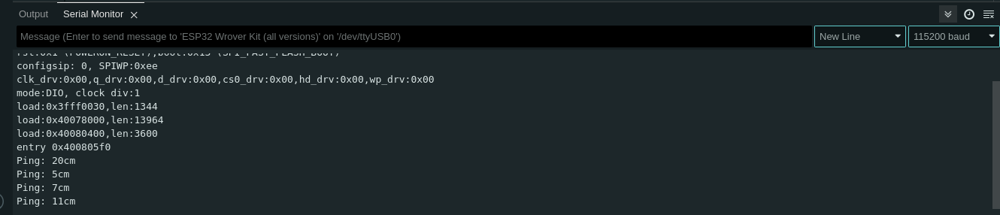 Output Serial Monitor
Message (Enter to send message to 'ESP32 Wrover Kit (all versions)' on '/dev/ttyUSB0') New Line 115200 baud
rst:0x1 (POWERON_RESET),boot:0x13 (SPI_FAST_FLASH_BOOT)
configsip: 0, SPIWP:0xee
clk_drv:0x00,q_drv:0x00,d_drv:0x00,cs0_drv:0x00,hd_drv:0x00,wp_drv:0x00
mode:DIO, clock div:1
load:0x3fff0030,len:1344
load:0x40078000,len:13964
load:0x40080400,len:3600
entry 0x400805f0
Ping: 20cm
Ping: 5cm
Ping: 7cm
Ping: 11cm